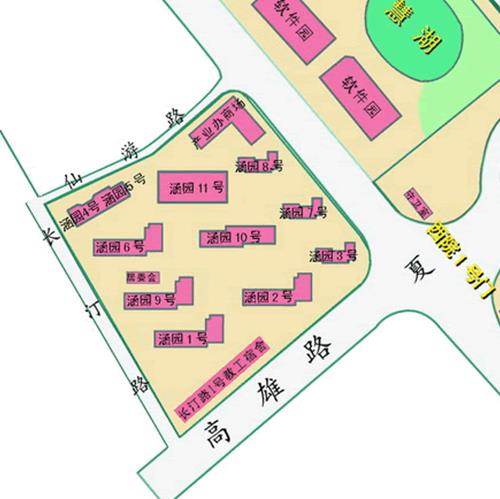 软件园
慧湖
软件园
产业办商场
仙游路
涵园8号
涵园4号
涵园5号
涵园11号
涵园7号
长汀路
涵园6号
涵园10号
涵园3号
夏
居委会
涵园9号
涵园2号
涵园1号
长汀路1号教工宿舍
高雄路